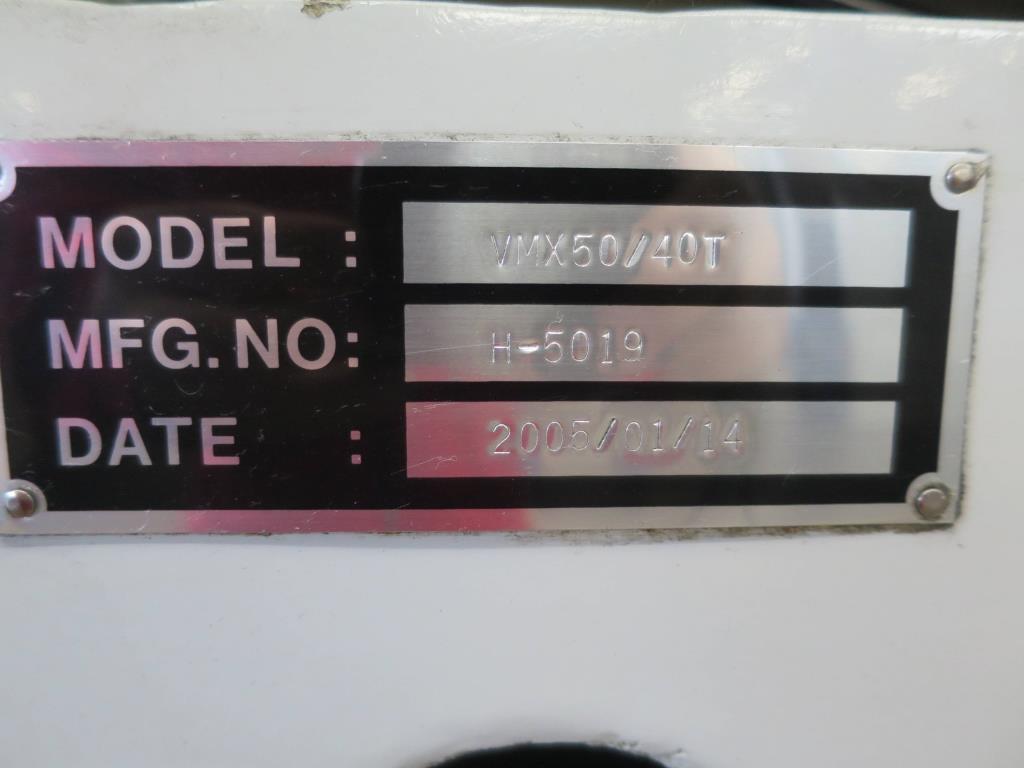 MODEL : VMX50/40T
MFG.NO: H-5019
DATE : 2005/01/14